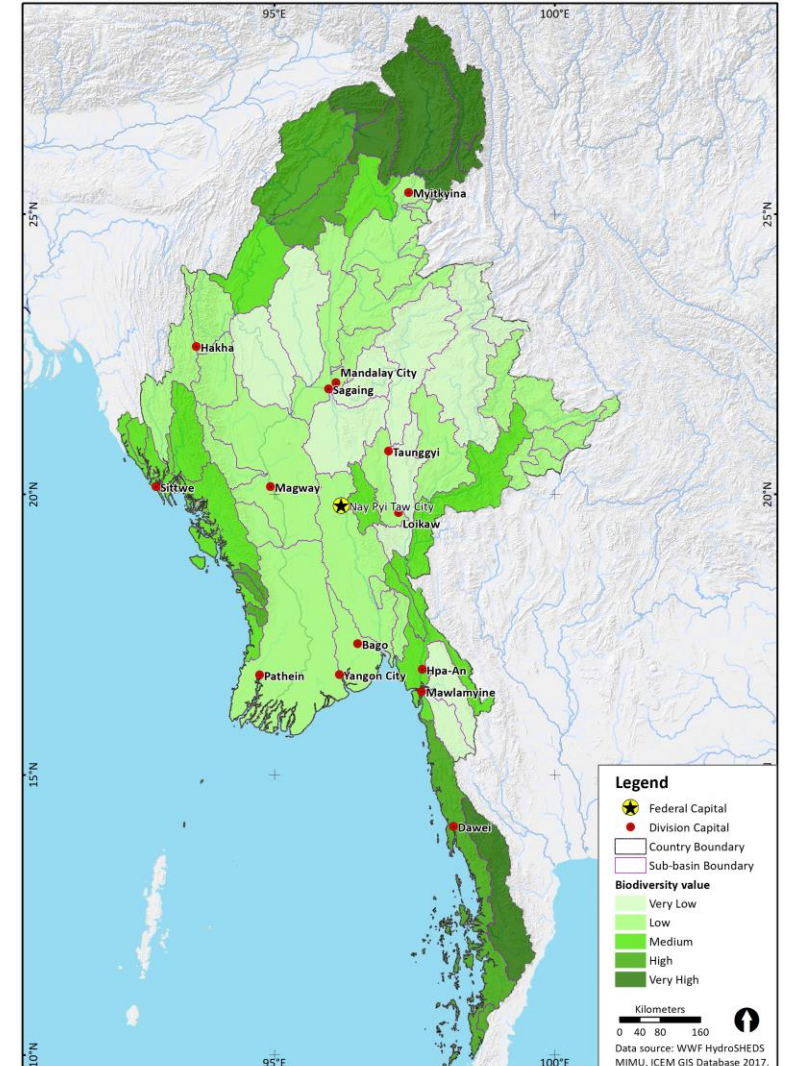 95°E
100°E
25°N
25°N
Myitkyina
Hakha
Mandalay City
Sagaing
Taunggyi
20°N
20°N
Sittwe
Magway
Nay Pyi Taw City
Loikaw
Bago
Pathein
Yangon City
Hpa-An
Mawlamyine
15°N
Dawei
Legend
Federal Capital
Division Capital
Country Boundary
Sub-basin Boundary
Biodiversity value
Very Low
Low
Medium
High
Very High
Kilometers
0 40 80 160
Data source: WWF HydroSHEDS
MIMU, ICEM GIS Database 2017.
10°N
95°E
100°E